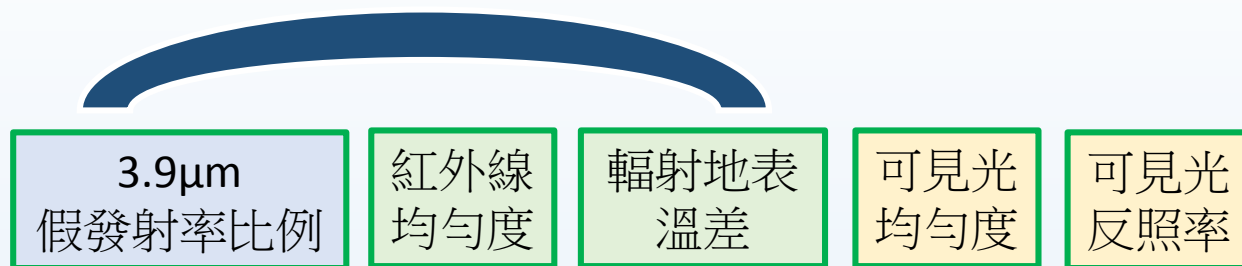 3.9µm
假發射率比例
紅外線
均勻度
輻射地表
溫差
可見光
均勻度
可見光
反照率